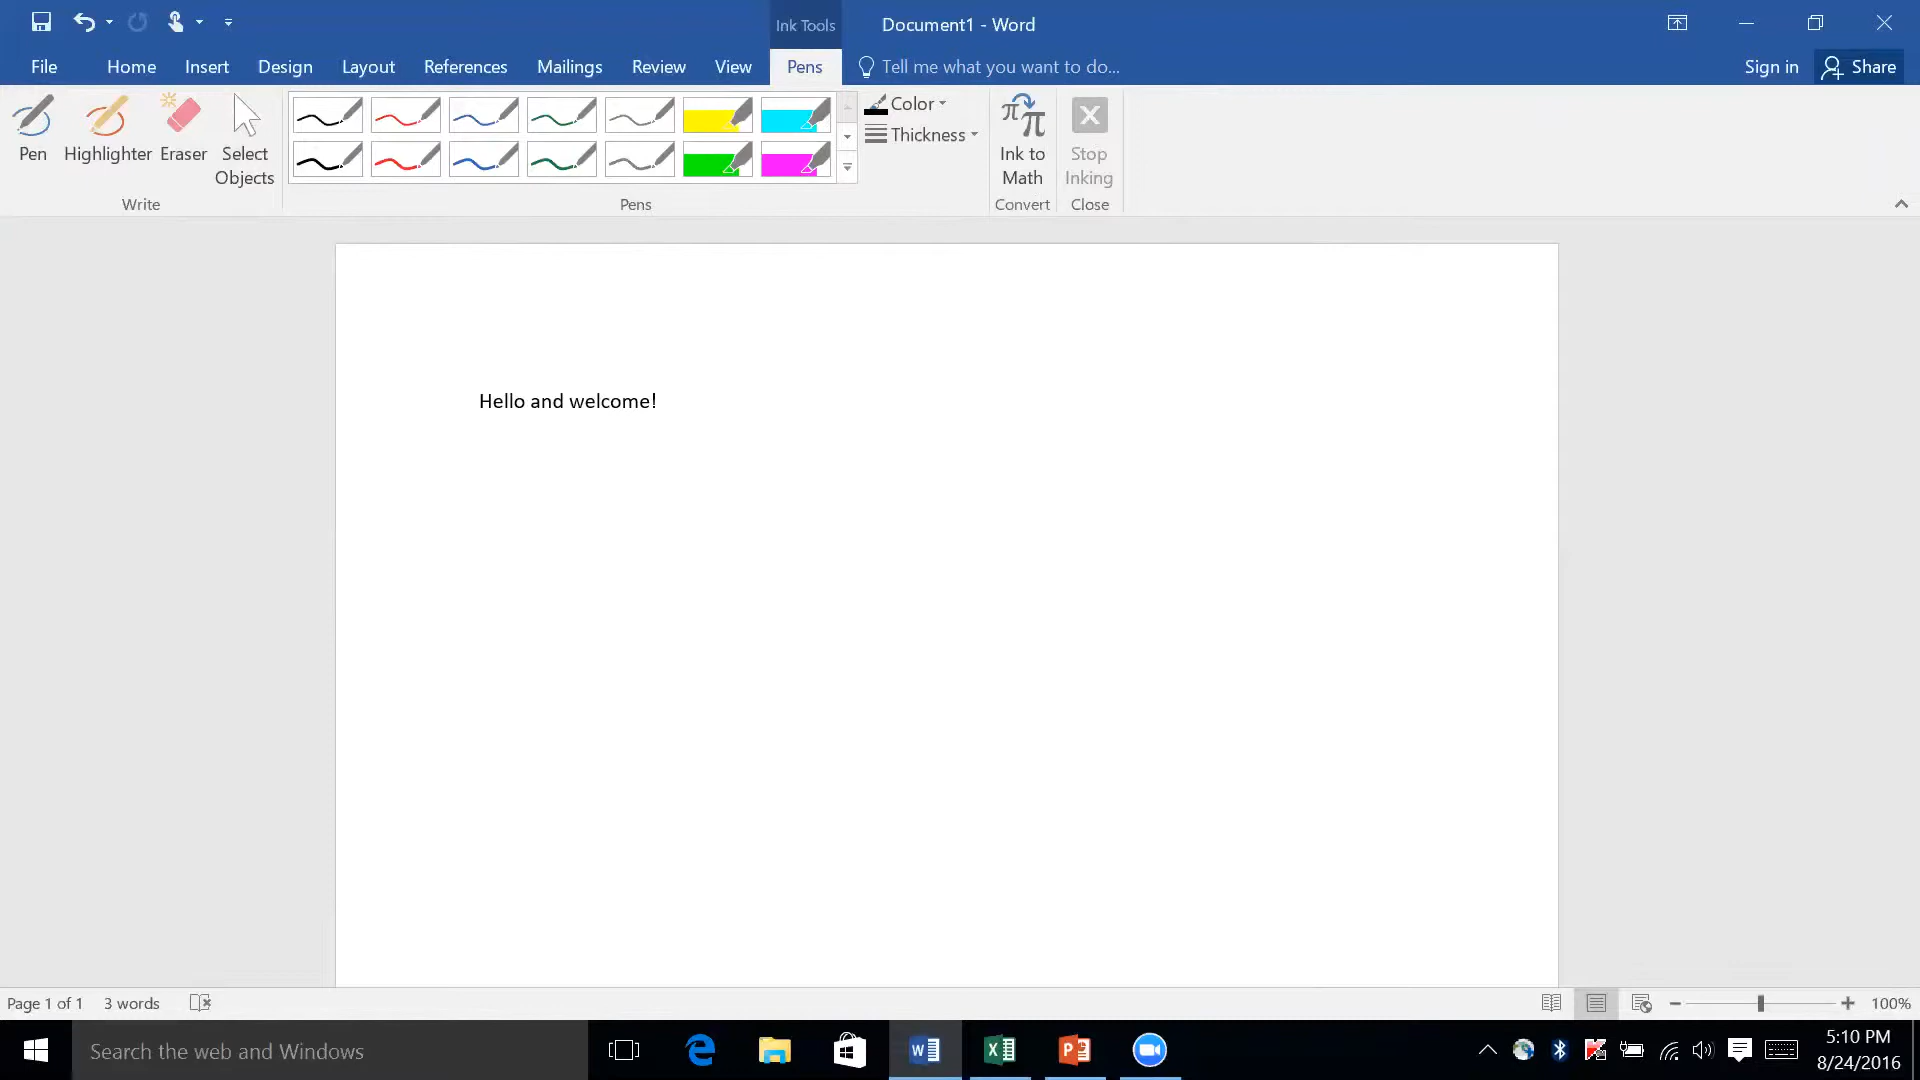 Ink Tools
Document1 - Word
File Home Insert Design Layout References Mailings Review View Pens Tell me what you want to do... Sign in Share
Pen Highlighter Eraser Select Objects
Write
Pens
Color
Thickness
Ink to Math
Convert
Stop Inking
Close
Hello and welcome!
Page 1 of 1 3 words 100%
Search the web and Windows
5:10 PM
8/24/2016